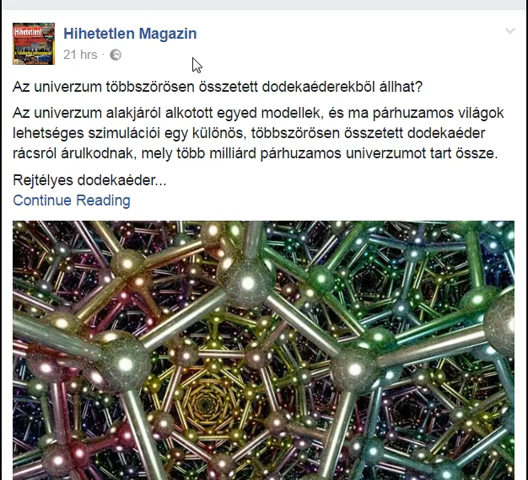 Hihetetlen Magazin
21 hrs ·
Az univerzum többszörösen összetett dodekaéderekből állhat?
Az univerzum alakjáról alkotott egyed modellek, és ma párhuzamos világok
lehetséges szimulációi egy különös, többszörösen összetett dodekaéder
rácsról árulkodnak, mely több milliárd párhuzamos univerzumot tart össze.
Rejtélyes dodekaéder...
Continue Reading